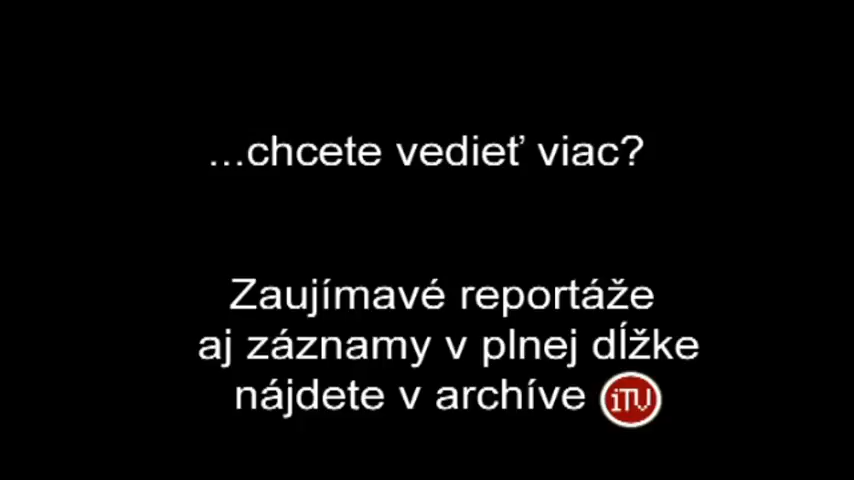 ...chcete vedieť viac?
Zaujímavé reportáže
aj záznamy v plnej dĺžke
nájdete v archíve iTV